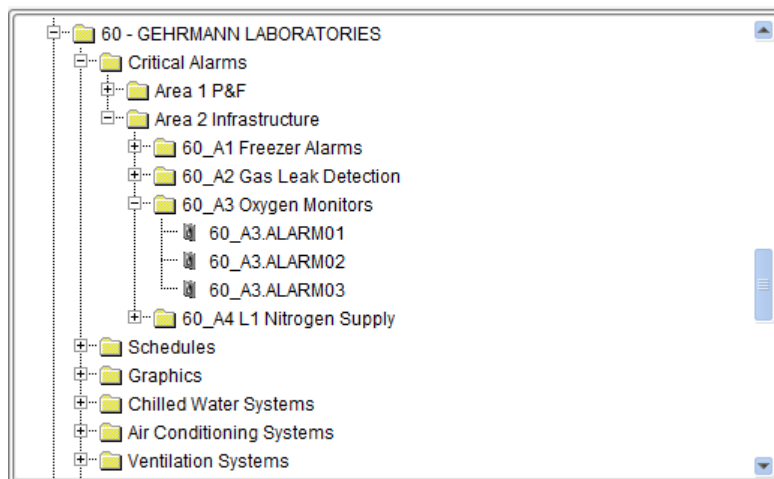 60 - GEHRMANN LABORATORIES
Critical Alarms
Area 1 P&F
Area 2 Infrastructure
60_A1 Freezer Alarms
60_A2 Gas Leak Detection
60_A3 Oxygen Monitors
60_A3.ALARM01
60_A3.ALARM02
60_A3.ALARM03
60_A4 L1 Nitrogen Supply
Schedules
Graphics
Chilled Water Systems
Air Conditioning Systems
Ventilation Systems